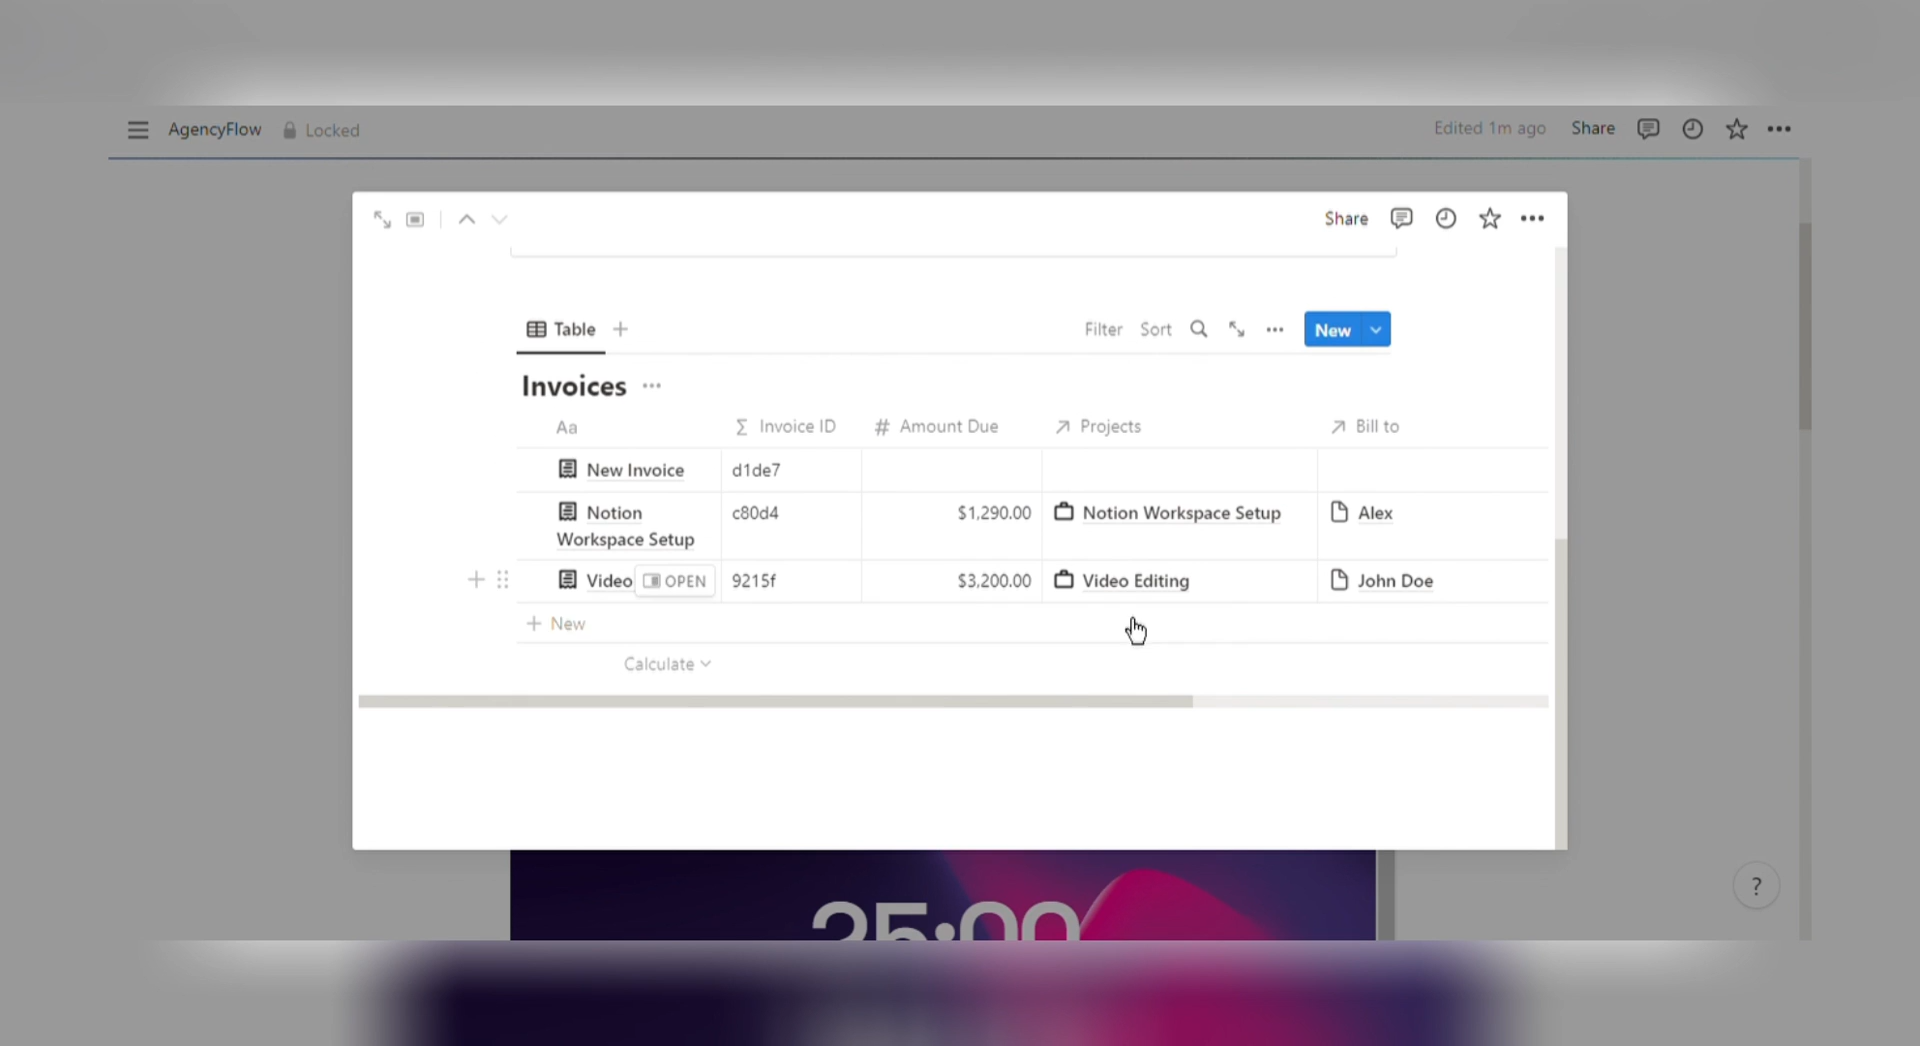 AgencyFlow Locked Edited 1m ago Share
Share
Table Filter Sort New
Invoices
Aa Invoice ID Amount Due Projects Bill to
New Invoice d1de7
Notion c80d4 $1,290.00 Notion Workspace Setup Alex
Workspace Setup
Video OPEN 9215f $3,200.00 Video Editing John Doe
New
Calculate
?
25:00